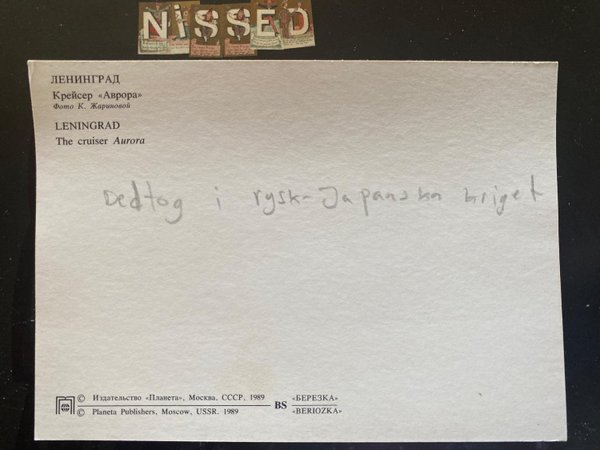 NiSSED
ЛЕНИНГРАД
Крейсер «Аврора»
Фото К. Жариновой
LENINGRAD
The cruiser Aurora
Dedtog i rysk-Japanska kriget
© Издательство «Планета», Москва, СССР, 1989
© Planeta Publishers, Moscow, USSR. 1989
BS
«БЕРЕЗКА»
«BERIOZKA»